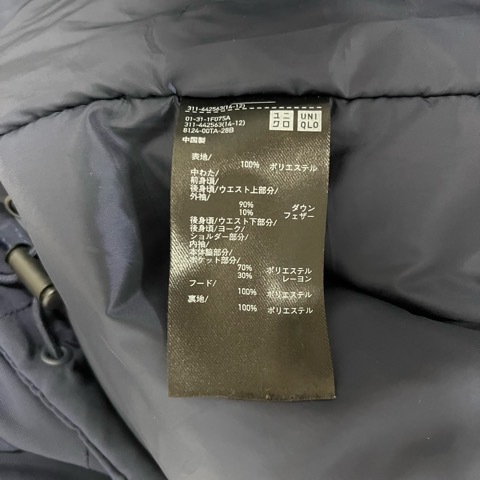 311-442563(14-12)
01-31-1F075A
311-442563(14-12)
8124-00TA-28B
ユニクロ UNIQLO
中国製
表地/
100% ポリエステル
中わた/
前身頃/
後身頃/ウエスト上部分/
外袖/
90% ダウン
10% フェザー
後身頃/ウエスト下部分/
後身頃/ヨーク/
ショルダー部分/
内袖/
本体脇部分/
ポケット部分/
70% ポリエステル
30% レーヨン
フード/
100% ポリエステル
裏地/
100% ポリエステル